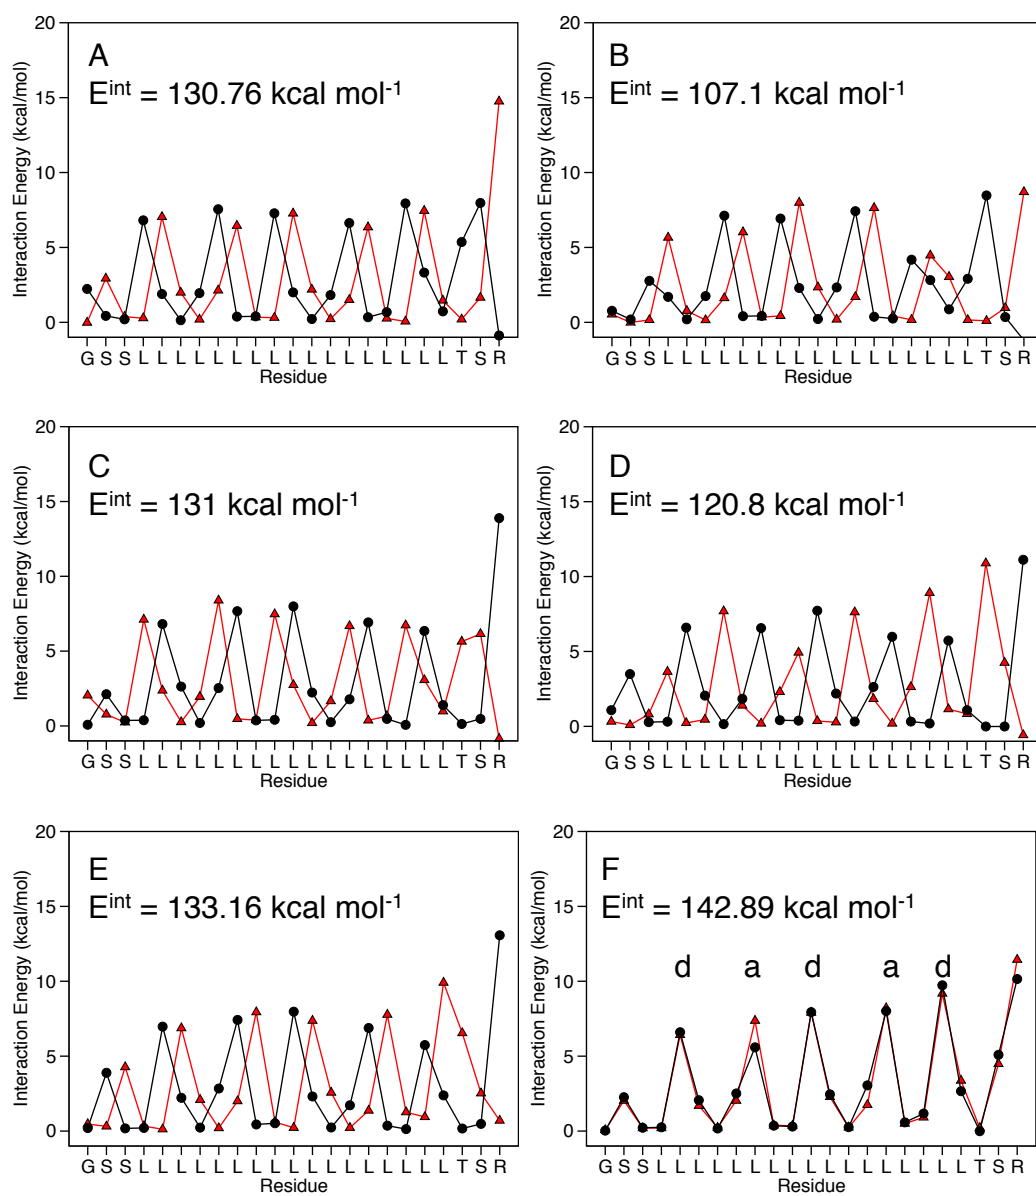 A
E^int = 130.76 kcal mol^-1
Interaction Energy (kcal/mol)
20
15
10
5
0
G S S L L L L L L L L L L L L L L L L L T S R
Residue
B
E^int = 107.1 kcal mol^-1
Interaction Energy (kcal/mol)
20
15
10
5
0
G S S L L L L L L L L L L L L L L L L L T S R
Residue
C
E^int = 131 kcal mol^-1
Interaction Energy (kcal/mol)
20
15
10
5
0
G S S L L L L L L L L L L L L L L L L L T S R
Residue
D
E^int = 120.8 kcal mol^-1
Interaction Energy (kcal/mol)
20
15
10
5
0
G S S L L L L L L L L L L L L L L L L L T S R
Residue
E
E^int = 133.16 kcal mol^-1
Interaction Energy (kcal/mol)
20
15
10
5
0
G S S L L L L L L L L L L L L L L L L L T S R
Residue
F
E^int = 142.89 kcal mol^-1
d a d a d
Interaction Energy (kcal/mol)
20
15
10
5
0
G S S L L L L L L L L L L L L L L L L L T S R
Residue